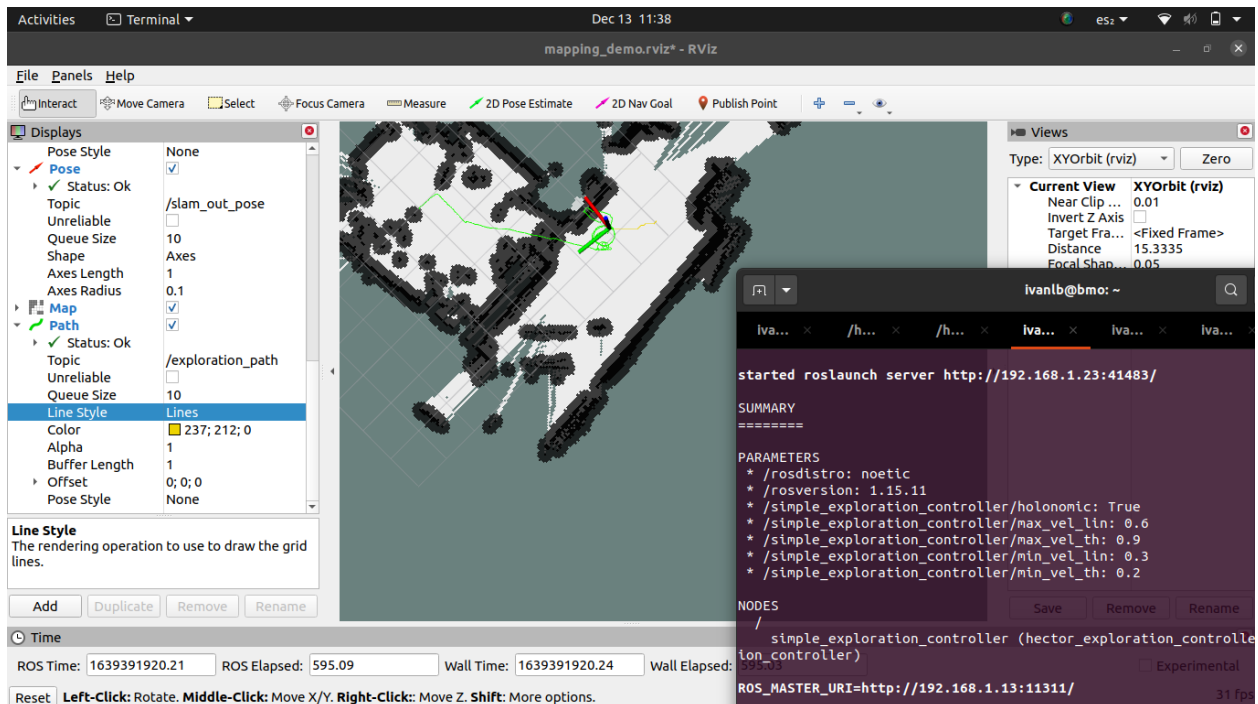 Activities Terminal Dec 13 11:38 es₂
mapping_demo.rviz* - RViz
File Panels Help
Interact Move Camera Select Focus Camera Measure 2D Pose Estimate 2D Nav Goal Publish Point
Displays
Pose Style None
Pose
Status: Ok
Topic /slam_out_pose
Unreliable
Queue Size 10
Shape Axes
Axes Length 1
Axes Radius 0.1
Map
Path
Status: Ok
Topic /exploration_path
Unreliable
Queue Size 10
Line Style Lines
Color 237; 212; 0
Alpha 1
Buffer Length 1
Offset 0; 0; 0
Pose Style None
Line Style
The rendering operation to use to draw the grid
lines.
Add Duplicate Remove Rename
Views
Type: XYOrbit (rviz) Zero
Current View XYOrbit (rviz)
Near Clip ... 0.01
Invert Z Axis
Target Fra... <Fixed Frame>
Distance 15.3335
Focal Shap... 0.05
ivanlb@bmo: ~
iva... /h... /h... iva... iva... iva...
started roslaunch server http://192.168.1.23:41483/
SUMMARY
========
PARAMETERS
* /rosdistro: noetic
* /rosversion: 1.15.11
* /simple_exploration_controller/holonomic: True
* /simple_exploration_controller/max_vel_lin: 0.6
* /simple_exploration_controller/max_vel_th: 0.9
* /simple_exploration_controller/min_vel_lin: 0.3
* /simple_exploration_controller/min_vel_th: 0.2
NODES
/
simple_exploration_controller (hector_exploration_controlle
ion_controller)
ROS_MASTER_URI=http://192.168.1.13:11311/
Save Remove Rename
Time
ROS Time: 1639391920.21 ROS Elapsed: 595.09 Wall Time: 1639391920.24 Wall Elapsed: 595.03 Experimental
Reset Left-Click: Rotate. Middle-Click: Move X/Y. Right-Click:: Move Z. Shift: More options. 31 fps